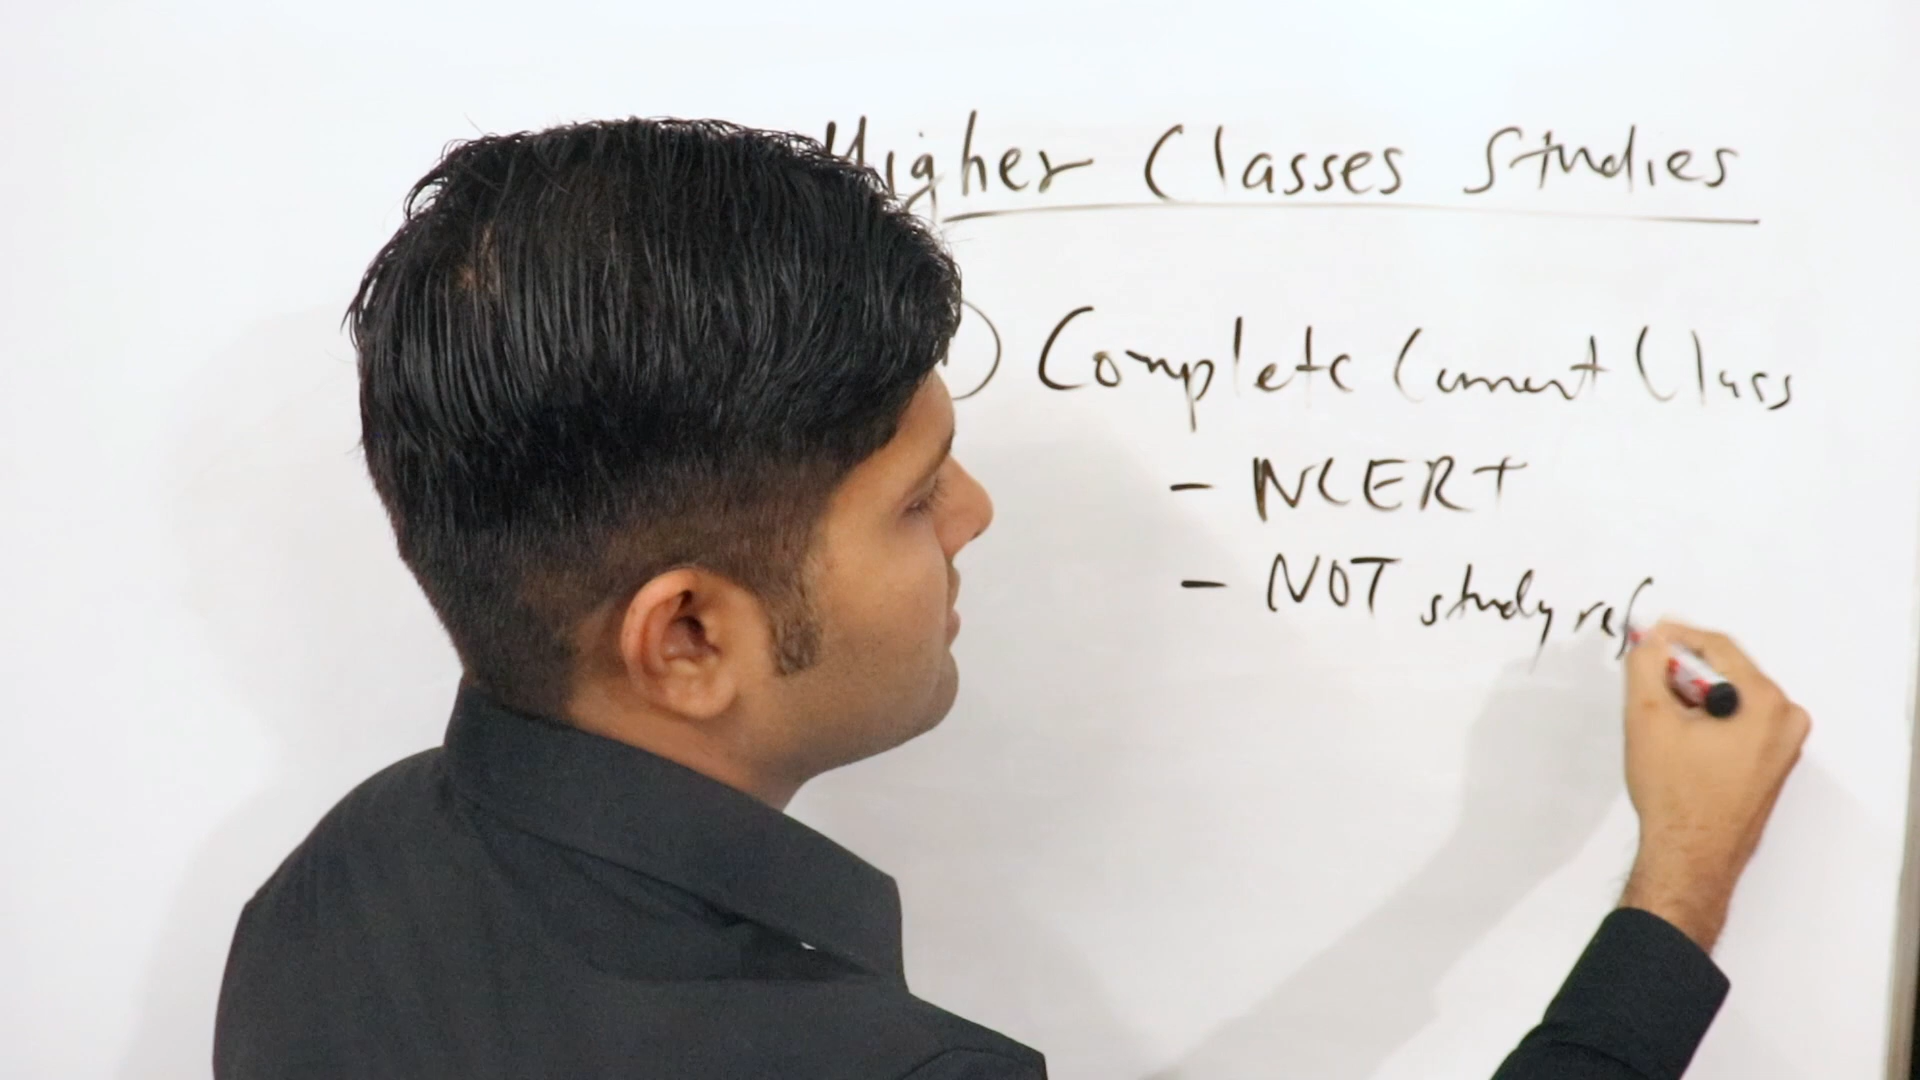 Higher Classes Studies
) Complete Current Class
- NCERT
- NOT study ref